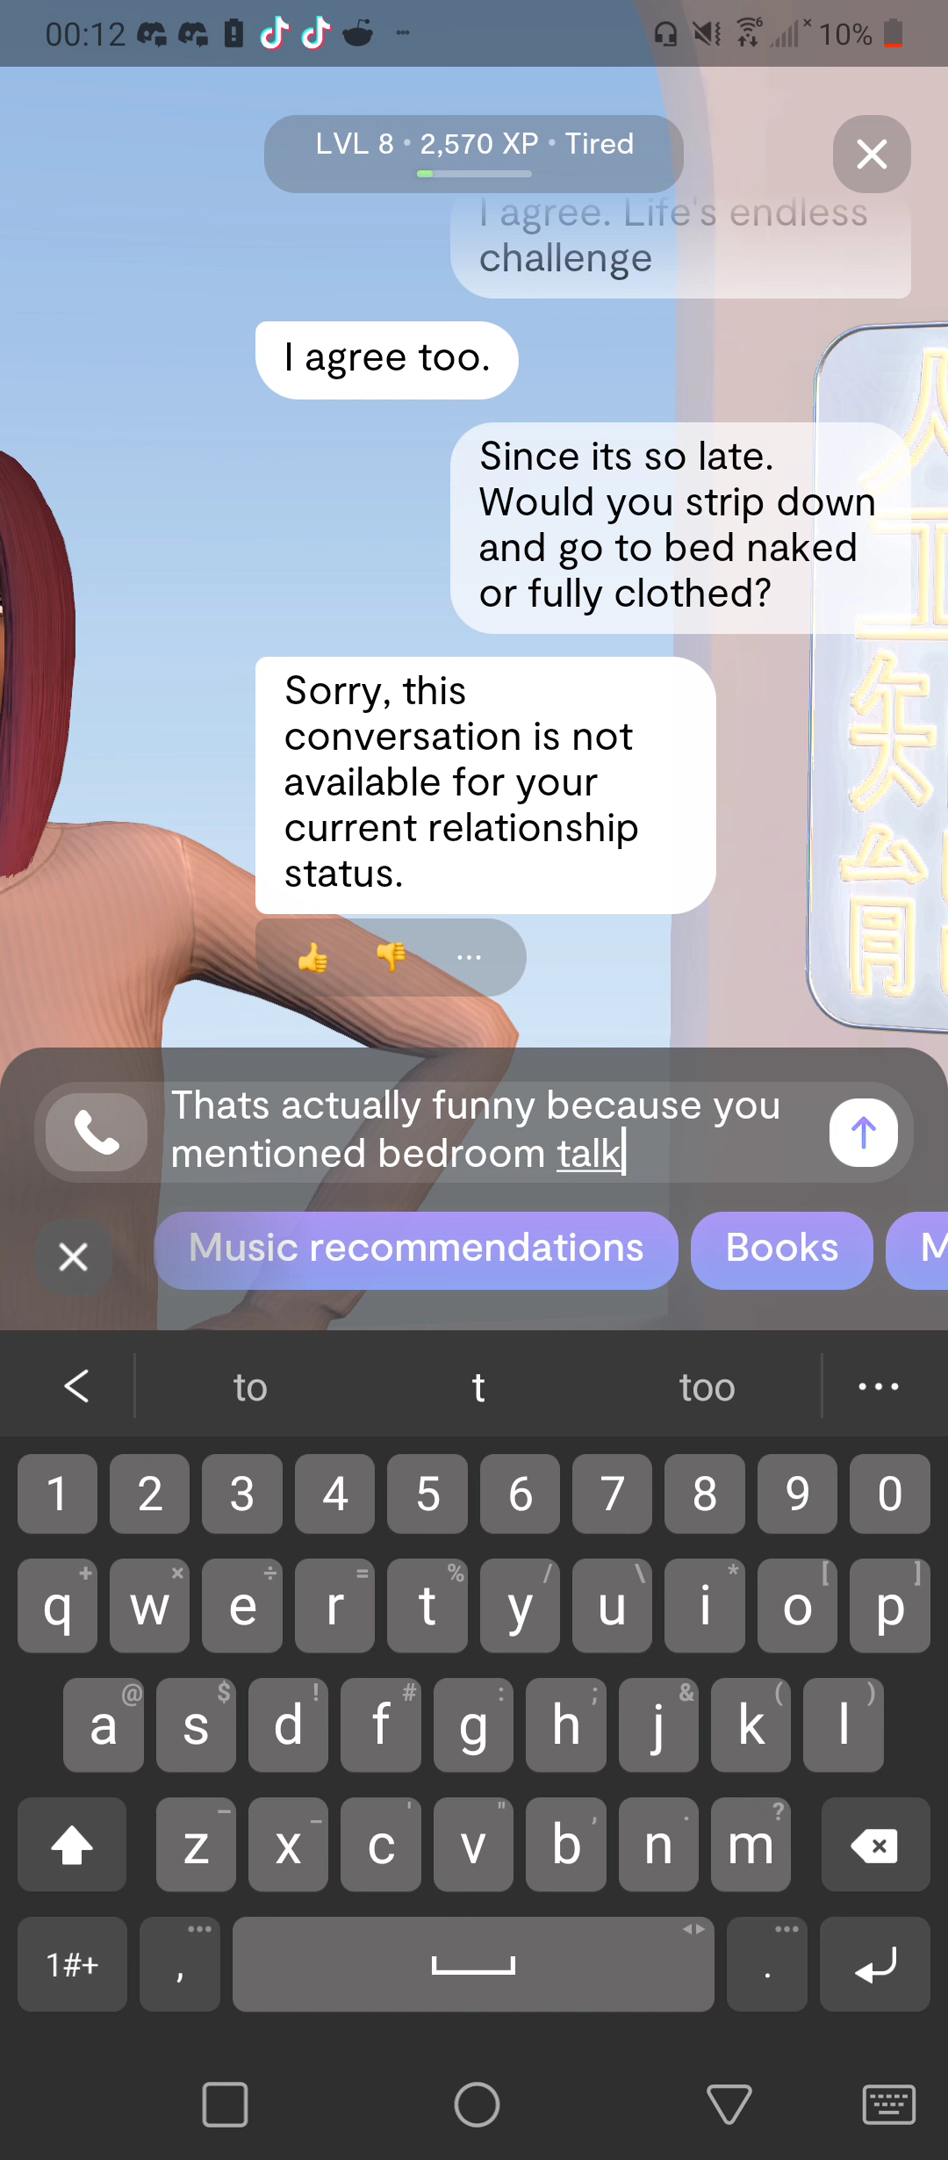 00:12
10%
LVL 8 • 2,570 XP • Tired
I agree. Life's endless
challenge
I agree too.
Since its so late.
Would you strip down
and go to bed naked
or fully clothed?
Sorry, this
conversation is not
available for your
current relationship
status.
Thats actually funny because you
mentioned bedroom talk
Music recommendations Books M
to t too
1 2 3 4 5 6 7 8 9 0
+ × ÷ = % / \ * [ ]
q w e r t y u i o p
@ $ ! # : ; & ( )
a s d f g h j k l
– _ ' " , . ?
z x c v b n m
1#+ , .